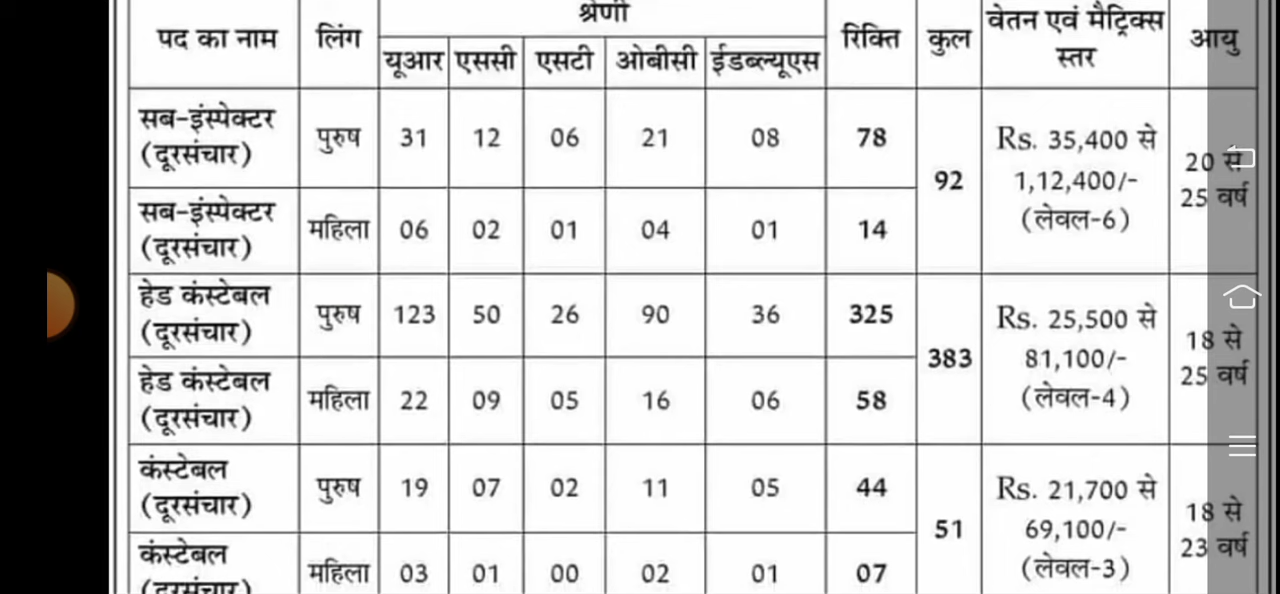 श्रेणी
पद का नाम लिंग रिक्ति कुल वेतन एवं मैट्रिक्स स्तर आयु
यूआर एससी एसटी ओबीसी ईडब्ल्यूएस
सब-इंस्पेक्टर (दूरसंचार) पुरुष 31 12 06 21 08 78 92 Rs. 35,400 से 1,12,400/- (लेवल-6) 20 से 25 वर्ष
सब-इंस्पेक्टर (दूरसंचार) महिला 06 02 01 04 01 14
हेड कंस्टेबल (दूरसंचार) पुरुष 123 50 26 90 36 325 383 Rs. 25,500 से 81,100/- (लेवल-4) 18 से 25 वर्ष
हेड कंस्टेबल (दूरसंचार) महिला 22 09 05 16 06 58
कंस्टेबल (दूरसंचार) पुरुष 19 07 02 11 05 44 51 Rs. 21,700 से 69,100/- (लेवल-3) 18 से 23 वर्ष
कंस्टेबल (दूरसंचार) महिला 03 01 00 02 01 07